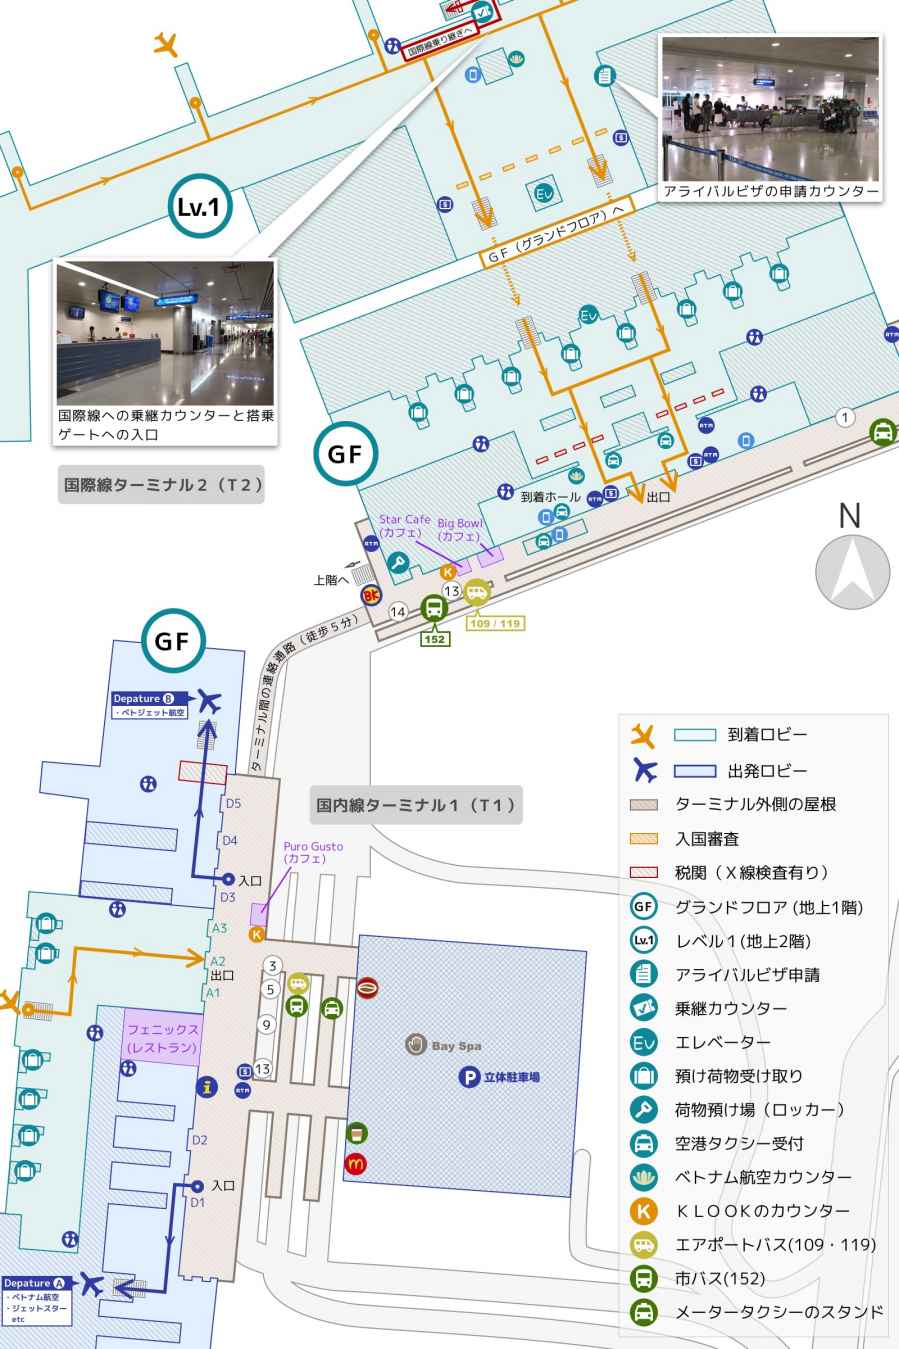 国際線乗り継ぎへ
アライバルビザの申請カウンター
Lv.1
Ev
GF（グランドフロア）へ
国際線への乗継カウンターと搭乗
ゲートへの入口
国際線ターミナル２（T２）
GF
Ev
ATM
1
ATM
ATM
到着ホール
ATM
出口
Star Cafe
(カフェ)
Big Bowl
(カフェ)
ATM
上階へ
K
BK
13
14
152
109 / 119
N
ターミナル間の連絡通路（徒歩５分）
GF
Depature B
・ベトジェット航空
国内線ターミナル１（T１）
D5
D4
入口
D3
Puro Gusto
(カフェ)
K
A3
A2
出口
A1
3
5
9
13
フェニックス
(レストラン)
i
ATM
Bay Spa
P 立体駐車場
D2
入口
D1
Depature A
・ベトナム航空
・ジェットスター
etc
到着ロビー
出発ロビー
ターミナル外側の屋根
入国審査
税関（Ｘ線検査有り）
GF グランドフロア (地上1階)
Lv.1 レベル１(地上2階)
アライバルビザ申請
乗継カウンター
Ev エレベーター
預け荷物受け取り
荷物預け場（ロッカー）
空港タクシー受付
ベトナム航空カウンター
K ＫＬＯＯＫのカウンター
エアポートバス(109・119)
市バス(152)
メータータクシーのスタンド